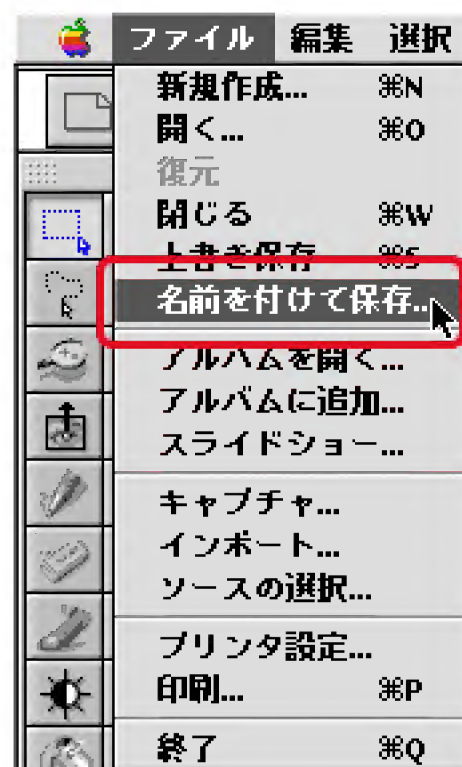 ファイル 編集 選択
新規作成... ⌘N
開く... ⌘O
復元
閉じる ⌘W
上書き保存 ⌘S
名前を付けて保存...
アルバムを開く...
アルバムに追加...
スライドショー...
キャプチャ...
インポート...
ソースの選択...
プリンタ設定...
印刷... ⌘P
終了 ⌘Q